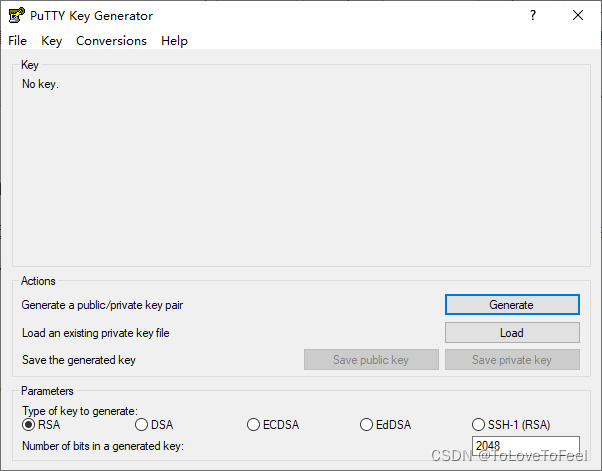 PuTTY Key Generator
File Key Conversions Help
Key
No key.
Actions
Generate a public/private key pair Generate
Load an existing private key file Load
Save the generated key Save public key Save private key
Parameters
Type of key to generate:
RSA DSA ECDSA EdDSA SSH-1 (RSA)
Number of bits in a generated key: 2048
CSDN @ToLoveToFeel